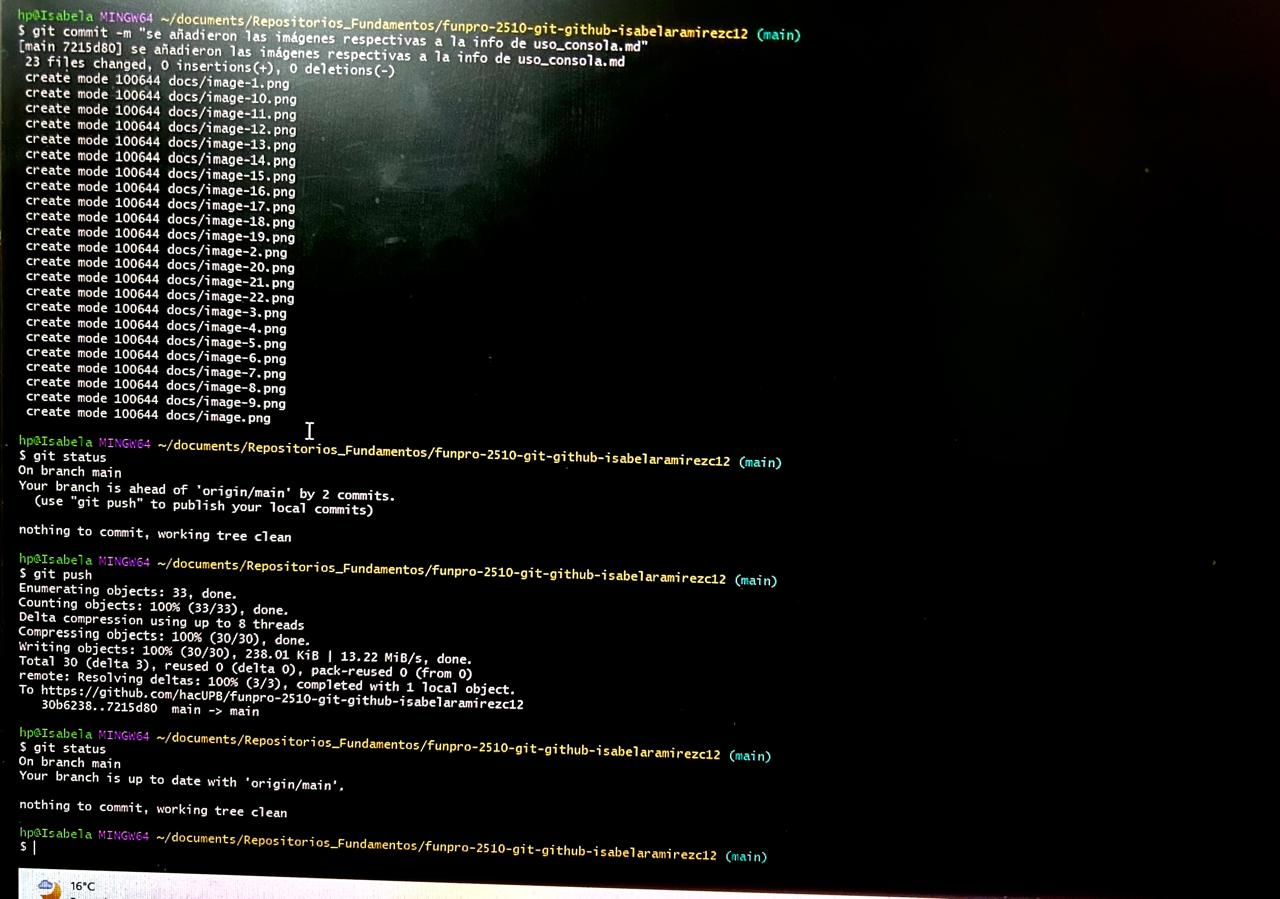 hp@Isabela MINGW64 ~/documents/Repositorios_Fundamentos/funpro-2510-git-github-isabelaramirezc12 (main)
$ git commit -m "se añadieron las imágenes respectivas a la info de uso_consola.md"
[main 7215d80] se añadieron las imágenes respectivas a la info de uso_consola.md
23 files changed, 0 insertions(+), 0 deletions(-)
create mode 100644 docs/image-1.png
create mode 100644 docs/image-10.png
create mode 100644 docs/image-11.png
create mode 100644 docs/image-12.png
create mode 100644 docs/image-13.png
create mode 100644 docs/image-14.png
create mode 100644 docs/image-15.png
create mode 100644 docs/image-16.png
create mode 100644 docs/image-17.png
create mode 100644 docs/image-18.png
create mode 100644 docs/image-19.png
create mode 100644 docs/image-2.png
create mode 100644 docs/image-20.png
create mode 100644 docs/image-21.png
create mode 100644 docs/image-22.png
create mode 100644 docs/image-3.png
create mode 100644 docs/image-4.png
create mode 100644 docs/image-5.png
create mode 100644 docs/image-6.png
create mode 100644 docs/image-7.png
create mode 100644 docs/image-8.png
create mode 100644 docs/image-9.png
create mode 100644 docs/image.png
hp@Isabela MINGW64 ~/documents/Repositorios_Fundamentos/funpro-2510-git-github-isabelaramirezc12 (main)
$ git status
On branch main
Your branch is ahead of 'origin/main' by 2 commits.
(use "git push" to publish your local commits)
nothing to commit, working tree clean
hp@Isabela MINGW64 ~/documents/Repositorios_Fundamentos/funpro-2510-git-github-isabelaramirezc12 (main)
$ git push
Enumerating objects: 33, done.
Counting objects: 100% (33/33), done.
Delta compression using up to 8 threads
Compressing objects: 100% (30/30), done.
Writing objects: 100% (30/30), 238.01 KiB | 13.22 MiB/s, done.
Total 30 (delta 3), reused 0 (delta 0), pack-reused 0 (from 0)
remote: Resolving deltas: 100% (3/3), completed with 1 local object.
To https://github.com/hacUPB/funpro-2510-git-github-isabelaramirezc12
30b6238..7215d80  main -> main
hp@Isabela MINGW64 ~/documents/Repositorios_Fundamentos/funpro-2510-git-github-isabelaramirezc12 (main)
$ git status
On branch main
Your branch is up to date with 'origin/main'.
nothing to commit, working tree clean
hp@Isabela MINGW64 ~/documents/Repositorios_Fundamentos/funpro-2510-git-github-isabelaramirezc12 (main)
$
16°C